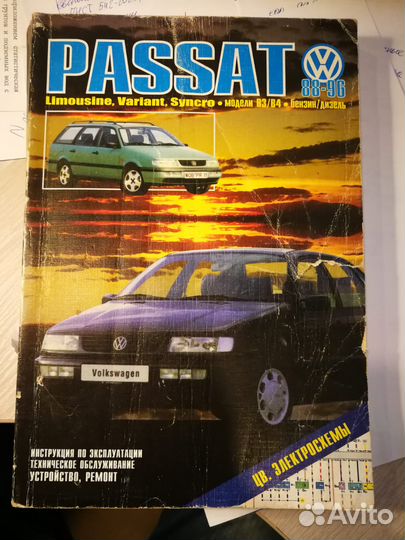 PASSAT
88-96
Limousine, Variant, Syncro • модели B3/B4 • бензин/дизель
Volkswagen
ИНСТРУКЦИЯ ПО ЭКСПЛУАТАЦИИ
ТЕХНИЧЕСКОЕ ОБСЛУЖИВАНИЕ
УСТРОЙСТВО, РЕМОНТ
ЦВ. ЭЛЕКТРОСХЕМЫ
Avito